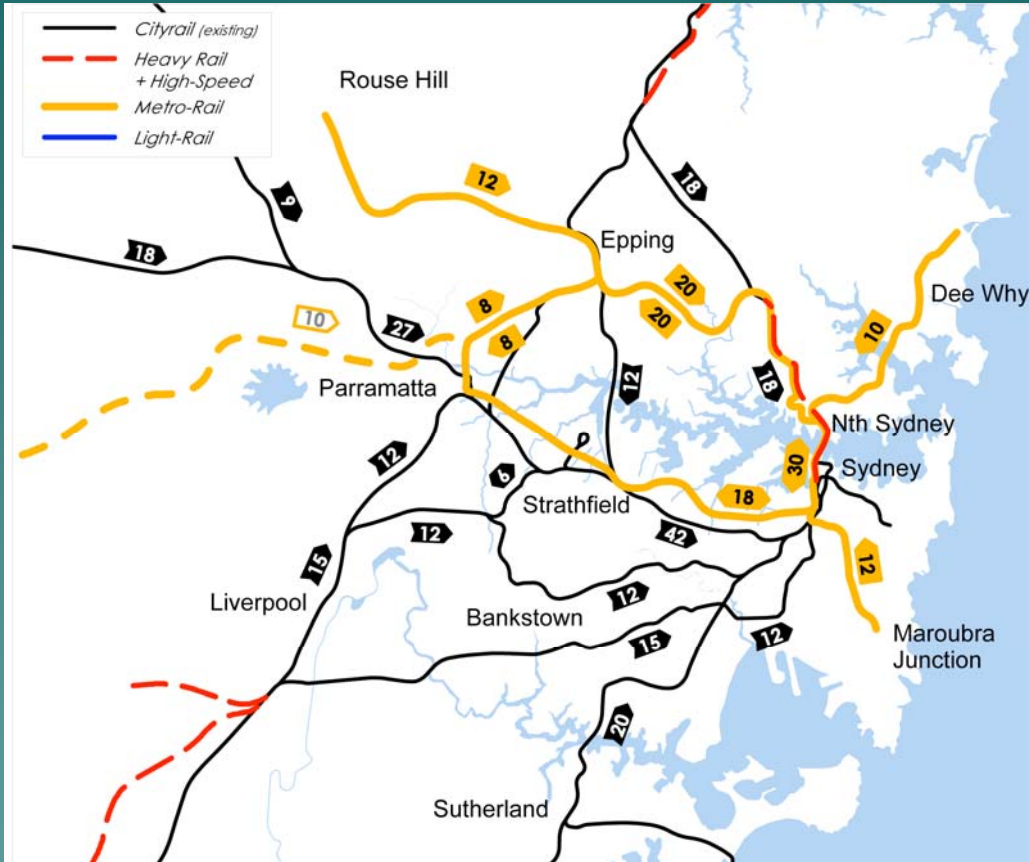 Cityrail (existing)
Heavy Rail
+ High-Speed
Metro-Rail
Light-Rail
Rouse Hill
12
18
9
18
Epping
20
20
Dee Why
10
8
8
10
27
12
18
Parramatta
Nth Sydney
30
Sydney
12
6
Strathfield
18
42
12
12
15
Liverpool
12
Bankstown
15
12
Maroubra
Junction
20
Sutherland